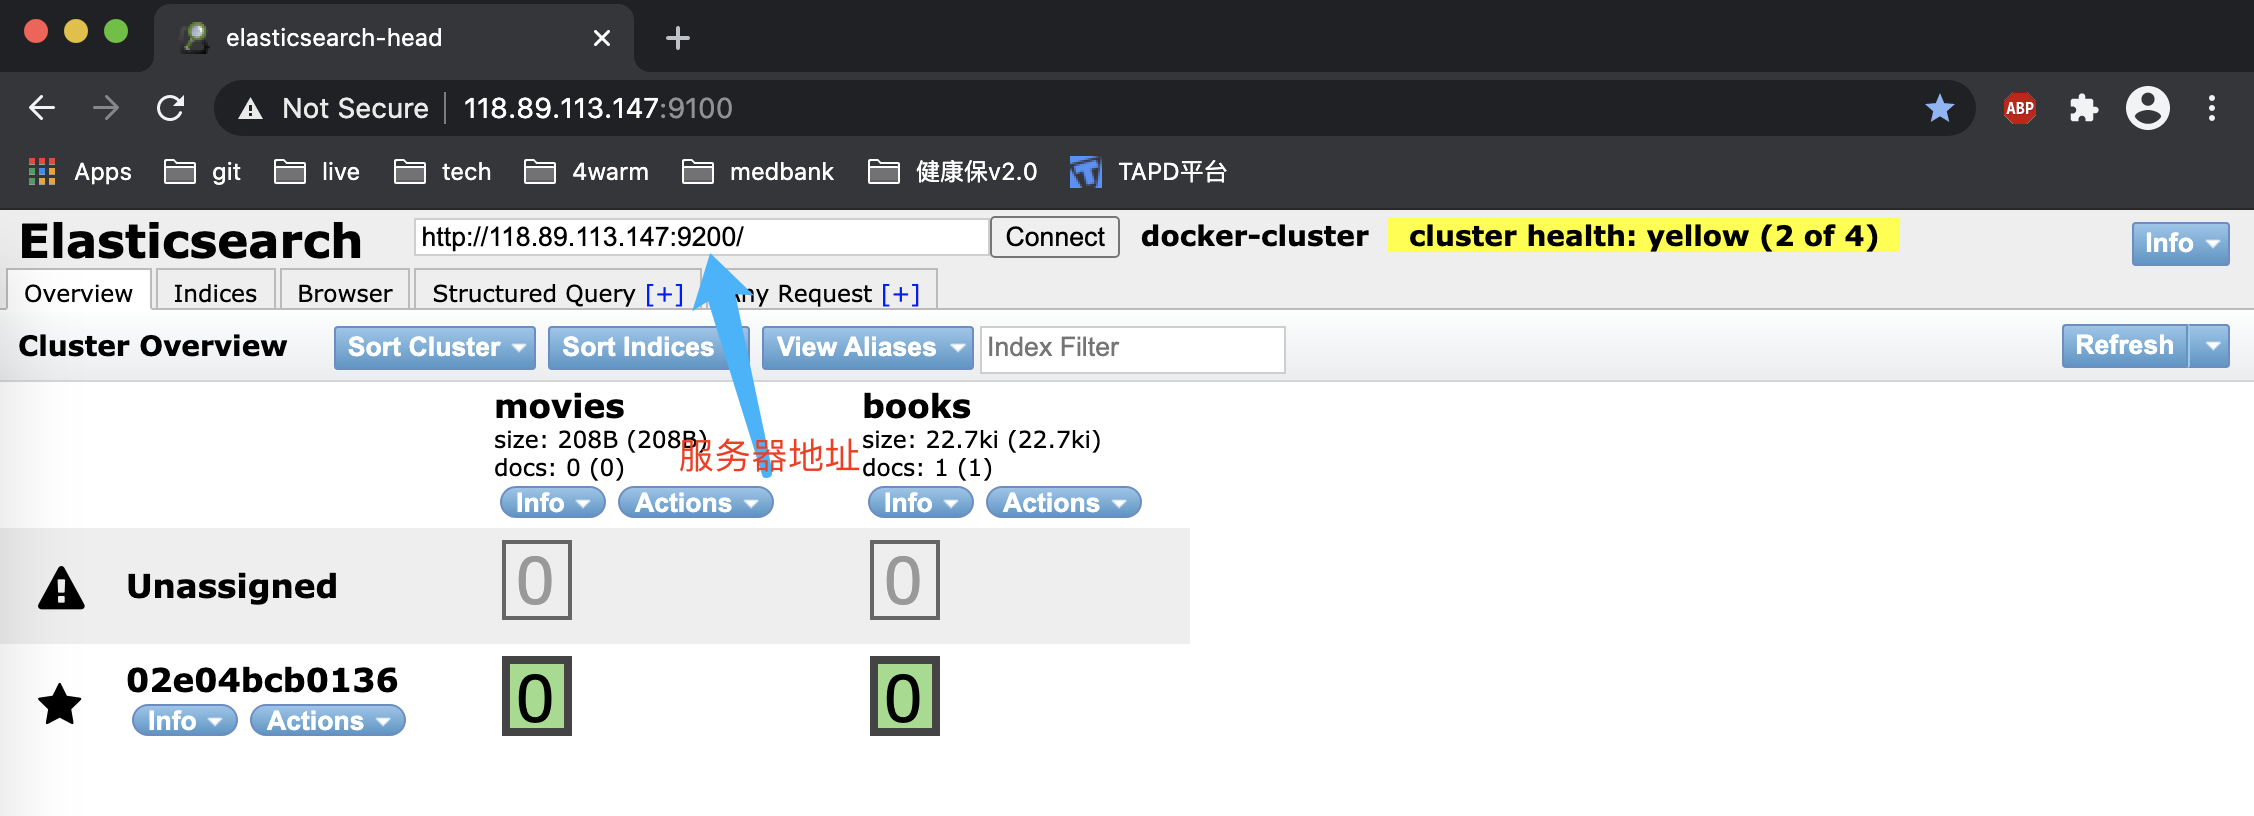 elasticsearch-head
Not Secure 118.89.113.147:9100
ABP
Apps git live tech 4warm medbank 健康保v2.0 TAPD平台
Elasticsearch http://118.89.113.147:9200/ Connect docker-cluster cluster health: yellow (2 of 4) Info
Overview Indices Browser Structured Query [+] Any Request [+]
Cluster Overview Sort Cluster Sort Indices View Aliases Index Filter Refresh
movies books
size: 208B (208B) size: 22.7ki (22.7ki)
服务器地址
docs: 0 (0) docs: 1 (1)
Info Actions Info Actions
Unassigned 0 0
02e04bcb0136 0 0
Info Actions